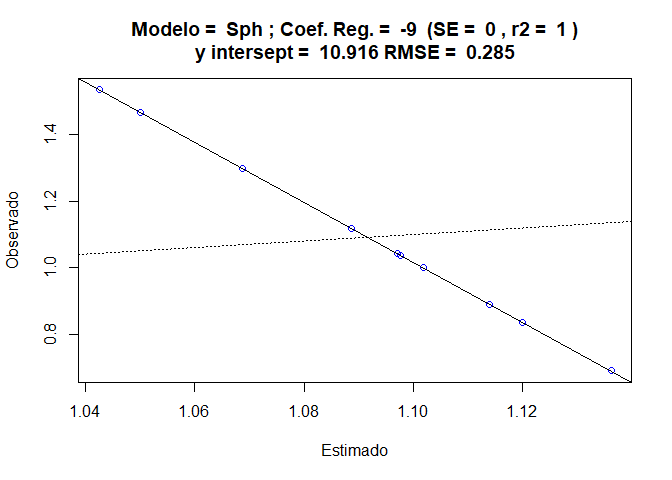 Modelo = Sph ; Coef. Reg. = -9 (SE = 0 , r2 = 1 )
y intersept = 10.916 RMSE = 0.285
1.4
1.2
1.0
0.8
Observado
1.04 1.06 1.08 1.10 1.12
Estimado